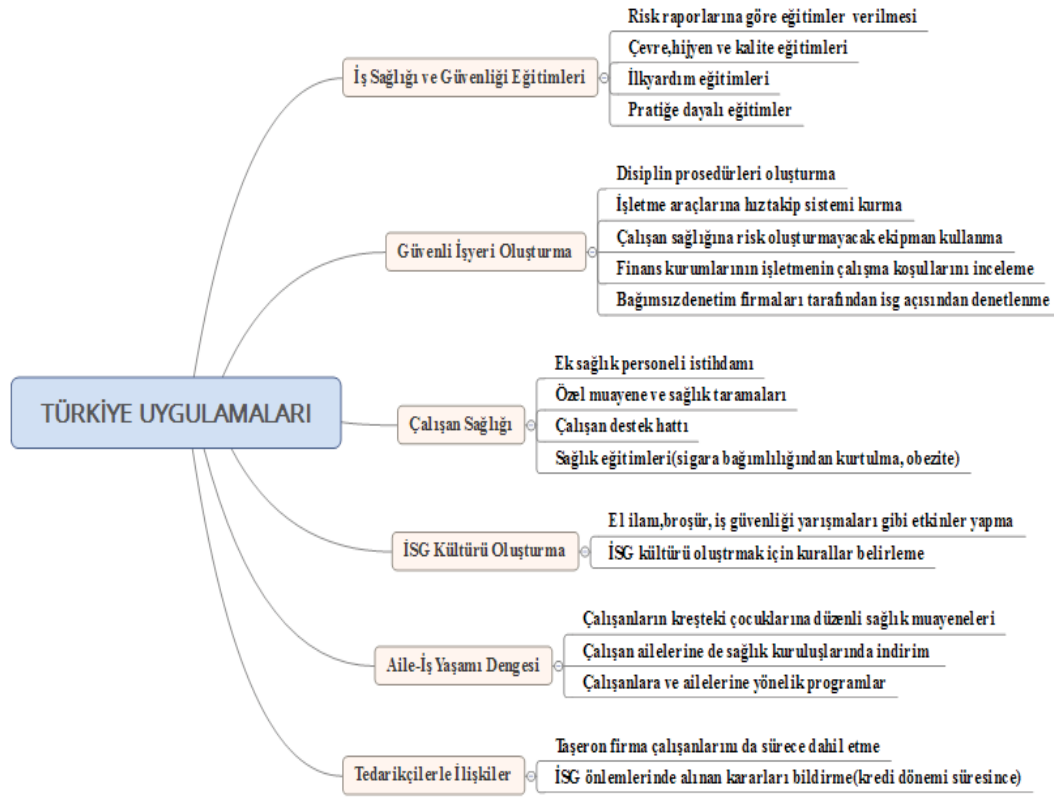 TÜRKİYE UYGULAMALARI
İş Sağlığı ve Güvenliği Eğitimleri
Risk raporlarına göre eğitimler verilmesi
Çevre,hijyen ve kalite eğitimleri
İlkyardım eğitimleri
Pratiğe dayalı eğitimler
Güvenli İşyeri Oluşturma
Disiplin prosedürleri oluşturma
İşletme araçlarına hız takip sistemi kurma
Çalışan sağlığına risk oluşturmayacak ekipman kullanma
Finans kurumlarının işletmenin çalışma koşullarını inceleme
Bağımsız denetim firmaları tarafından isg açısından denetlenme
Çalışan Sağlığı
Ek sağlık personeli istihdamı
Özel muayene ve sağlık taramaları
Çalışan destek hattı
Sağlık eğitimleri(sigara bağımlılığından kurtulma, obezite)
İSG Kültürü Oluşturma
El ilanı,broşür, iş güvenliği yarışmaları gibi etkinler yapma
İSG kültürü oluştrmak için kurallar belirleme
Aile-İş Yaşamı Dengesi
Çalışanların kreşteki çocuklarına düzenli sağlık muayeneleri
Çalışan ailelerine de sağlık kuruluşlarında indirim
Çalışanlara ve ailelerine yönelik programlar
Tedarikçilerle İlişkiler
Taşeron firma çalışanlarını da sürece dahil etme
İSG önlemlerinde alınan kararları bildirme(kredi dönemi süresince)